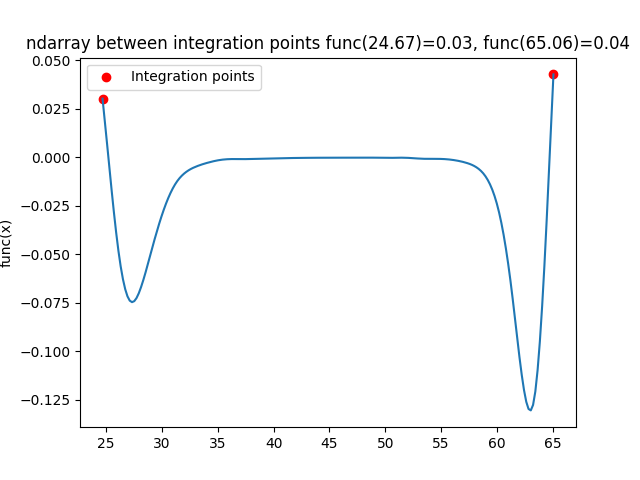 ndarray between integration points func(24.67)=0.03, func(65.06)=0.04
Integration points
func(x)
0.050
0.025
0.000
−0.025
−0.050
−0.075
−0.100
−0.125
25 30 35 40 45 50 55 60 65